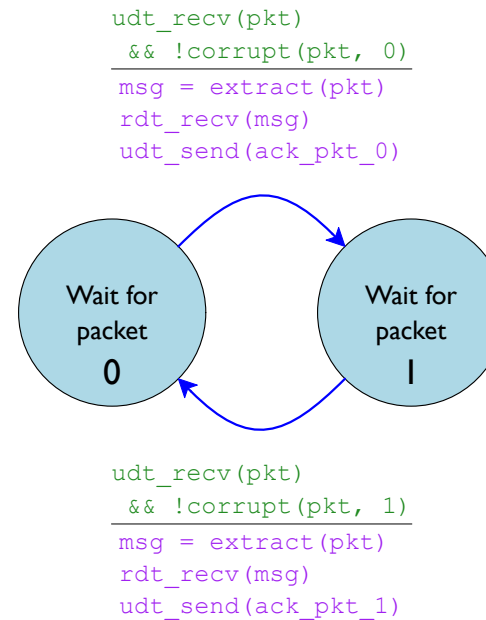 udt_recv(pkt)
&& !corrupt(pkt, 0)
msg = extract(pkt)
rdt_recv(msg)
udt_send(ack_pkt_0)
Wait for
packet
0
Wait for
packet
1
udt_recv(pkt)
&& !corrupt(pkt, 1)
msg = extract(pkt)
rdt_recv(msg)
udt_send(ack_pkt_1)